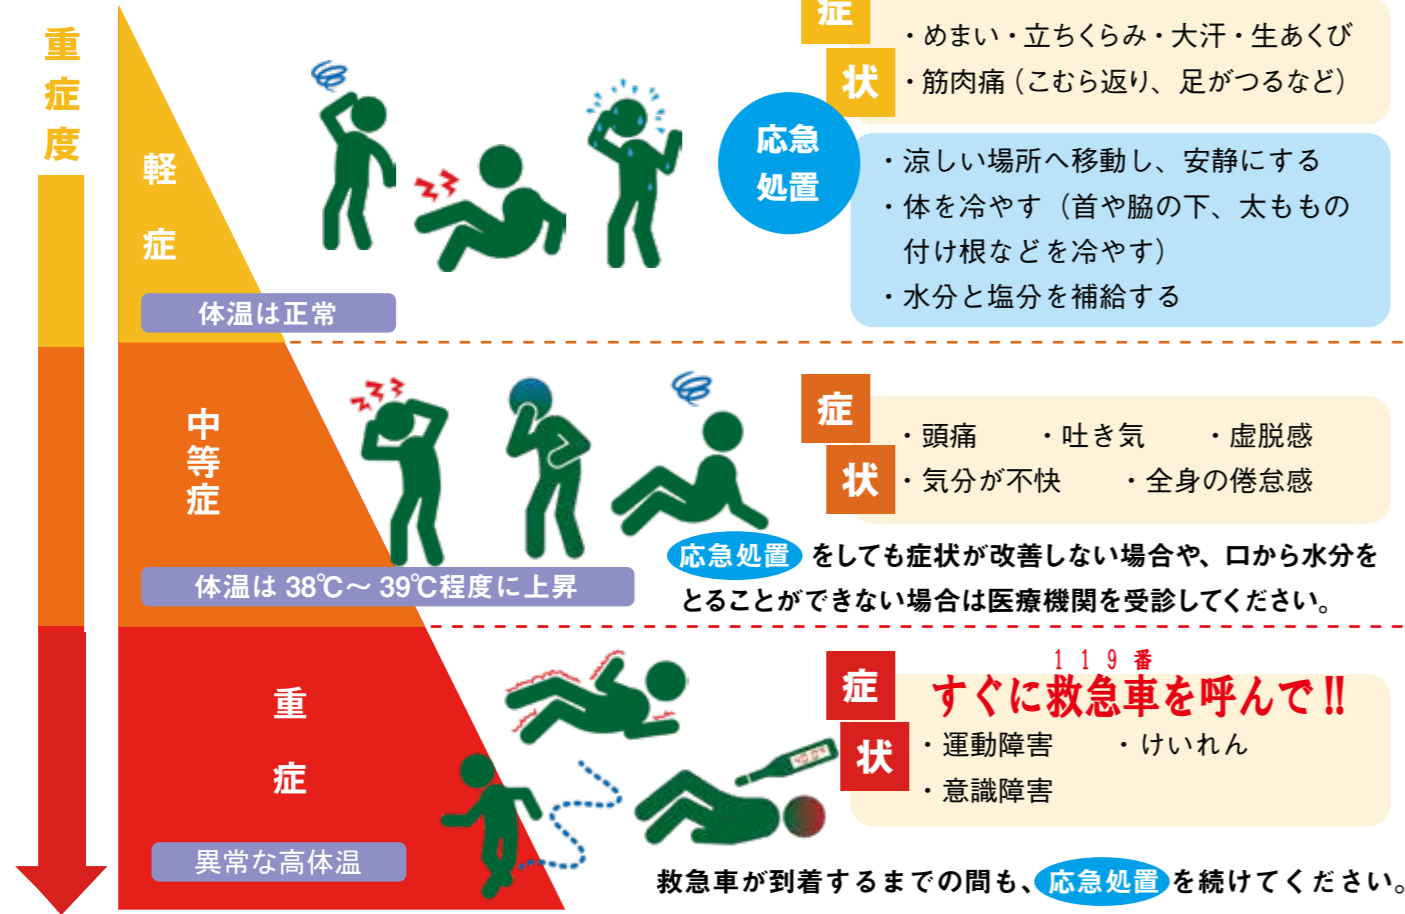 重症度
軽症
体温は正常
症状
・めまい・立ちくらみ・大汗・生あくび
・筋肉痛（こむら返り、足がつるなど）
応急
処置
・涼しい場所へ移動し、安静にする
・体を冷やす（首や脇の下、太ももの
付け根などを冷やす）
・水分と塩分を補給する
中等症
体温は 38℃〜 39℃程度に上昇
症状
・頭痛　・吐き気　・虚脱感
・気分が不快　・全身の倦怠感
応急処置 をしても症状が改善しない場合や、口から水分を
とることができない場合は医療機関を受診してください。
重症
異常な高体温
症状
119番
すぐに救急車を呼んで!!
・運動障害　・けいれん
・意識障害
救急車が到着するまでの間も、応急処置を続けてください。